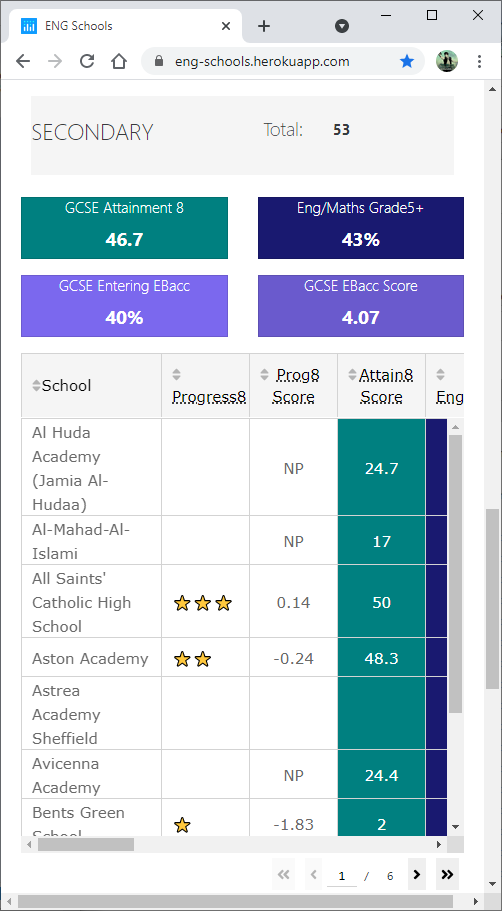 ENG Schools
eng-schools.herokuapp.com
SECONDARY
Total: 53
GCSE Attainment 8
46.7
Eng/Maths Grade5+
43%
GCSE Entering EBacc
40%
GCSE EBacc Score
4.07
School Progress8 Prog8 Score Attain8 Score Eng
Al Huda
Academy
(Jamia Al-
Hudaa)
NP 24.7
Al-Mahad-Al-
Islami
NP 17
All Saints'
Catholic High
School
0.14 50
Aston Academy -0.24 48.3
Astrea
Academy
Sheffield
Avicenna
Academy
NP 24.4
Bents Green
School
-1.83 2
1 / 6